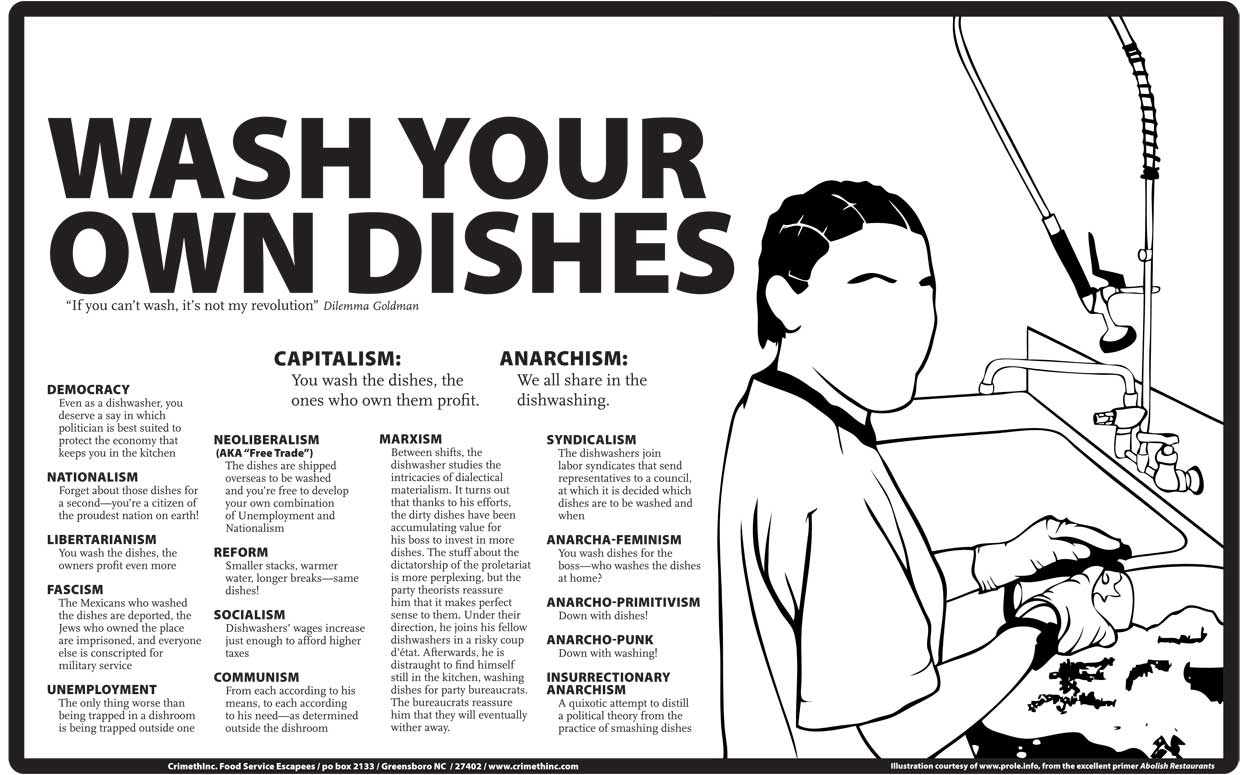 WASH YOUR
OWN DISHES
“If you can’t wash, it’s not my revolution” Dilemma Goldman
CAPITALISM:
You wash the dishes, the
ones who own them profit.
ANARCHISM:
We all share in the
dishwashing.
DEMOCRACY
Even as a dishwasher, you
deserve a say in which
politician is best suited to
protect the economy that
keeps you in the kitchen
NATIONALISM
Forget about those dishes for
a second—you’re a citizen of
the proudest nation on earth!
LIBERTARIANISM
You wash the dishes, the
owners profit even more
FASCISM
The Mexicans who washed
the dishes are deported, the
Jews who owned the place
are imprisoned, and everyone
else is conscripted for
military service
UNEMPLOYMENT
The only thing worse than
being trapped in a dishroom
is being trapped outside one
NEOLIBERALISM
(AKA “Free Trade”)
The dishes are shipped
overseas to be washed
and you’re free to develop
your own combination
of Unemployment and
Nationalism
REFORM
Smaller stacks, warmer
water, longer breaks—same
dishes!
SOCIALISM
Dishwashers’ wages increase
just enough to afford higher
taxes
COMMUNISM
From each according to his
means, to each according
to his need—as determined
outside the dishroom
MARXISM
Between shifts, the
dishwasher studies the
intricacies of dialectical
materialism. It turns out
that thanks to his efforts,
the dirty dishes have been
accumulating value for
his boss to invest in more
dishes. The stuff about the
dictatorship of the proletariat
is more perplexing, but the
party theorists reassure
him that it makes perfect
sense to them. Under their
direction, he joins his fellow
dishwashers in a risky coup
d’état. Afterwards, he is
distraught to find himself
still in the kitchen, washing
dishes for party bureaucrats.
The bureaucrats reassure
him that they will eventually
wither away.
SYNDICALISM
The dishwashers join
labor syndicates that send
representatives to a council,
at which it is decided which
dishes are to be washed and
when
ANARCHA-FEMINISM
You wash dishes for the
boss—who washes the dishes
at home?
ANARCHO-PRIMITIVISM
Down with dishes!
ANARCHO-PUNK
Down with washing!
INSURRECTIONARY
ANARCHISM
A quixotic attempt to distill
a political theory from the
practice of smashing dishes
CrimethInc. Food Service Escapees / po box 2133 / Greensboro NC / 27402 / www.crimethinc.com
Illustration courtesy of www.prole.info, from the excellent primer Abolish Restaurants